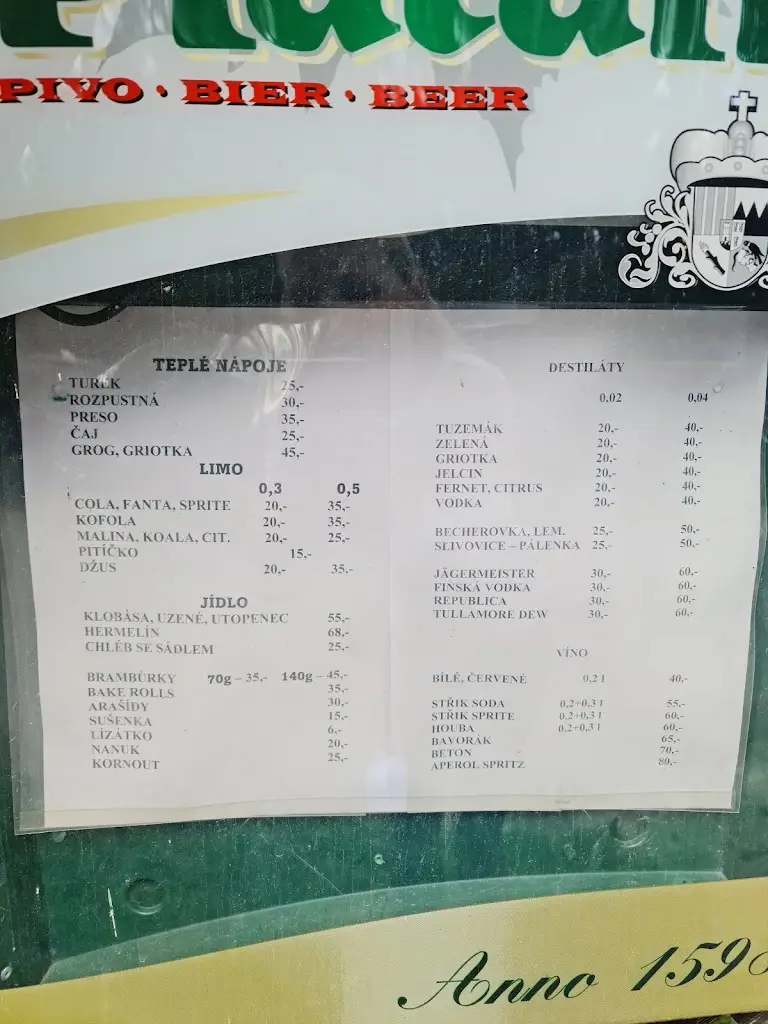 PIVO · BIER · BEER
TEPLÉ NÁPOJE
TUREK 25,-
ROZPUSTNÁ 30,-
PRESO 35,-
ČAJ 25,-
GROG, GRIOTKA 45,-
LIMO
0,3 0,5
COLA, FANTA, SPRITE 20,- 35,-
KOFOLA 20,- 35,-
MALINA, KOALA, CIT. 20,- 25,-
PITÍČKO 15,-
DŽUS 20,- 35,-
JÍDLO
KLOBÁSA, UZENÉ, UTOPENEC 55,-
HERMELÍN 68,-
CHLÉB SE SÁDLEM 25,-
BRAMBŮRKY 70g – 35,- 140g – 45,-
BAKE ROLLS 35,-
ARAŠÍDY 30,-
SUŠENKA 15,-
LÍZÁTKO 6,-
NANUK 20,-
KORNOUT 25,-
DESTILÁTY
0,02 0,04
TUZEMÁK 20,- 40,-
ZELENÁ 20,- 40,-
GRIOTKA 20,- 40,-
JELCIN 20,- 40,-
FERNET, CITRUS 20,- 40,-
VODKA 20,- 40,-
BECHEROVKA, LEM. 25,- 50,-
SLIVOVICE – PÁLENKA 25,- 50,-
JÄGERMEISTER 30,- 60,-
FINSKÁ VODKA 30,- 60,-
REPUBLICA 30,- 60,-
TULLAMORE DEW 30,- 60,-
VÍNO
BÍLÉ, ČERVENÉ 0,2 l 40,-
STŘIK SODA 0,2+0,3 l 55,-
STŘIK SPRITE 0,2+0,3 l 60,-
HOUBA 0,2+0,3 l 60,-
BAVORÁK 65,-
BETON 70,-
APEROL SPRITZ 80,-
Anno 159